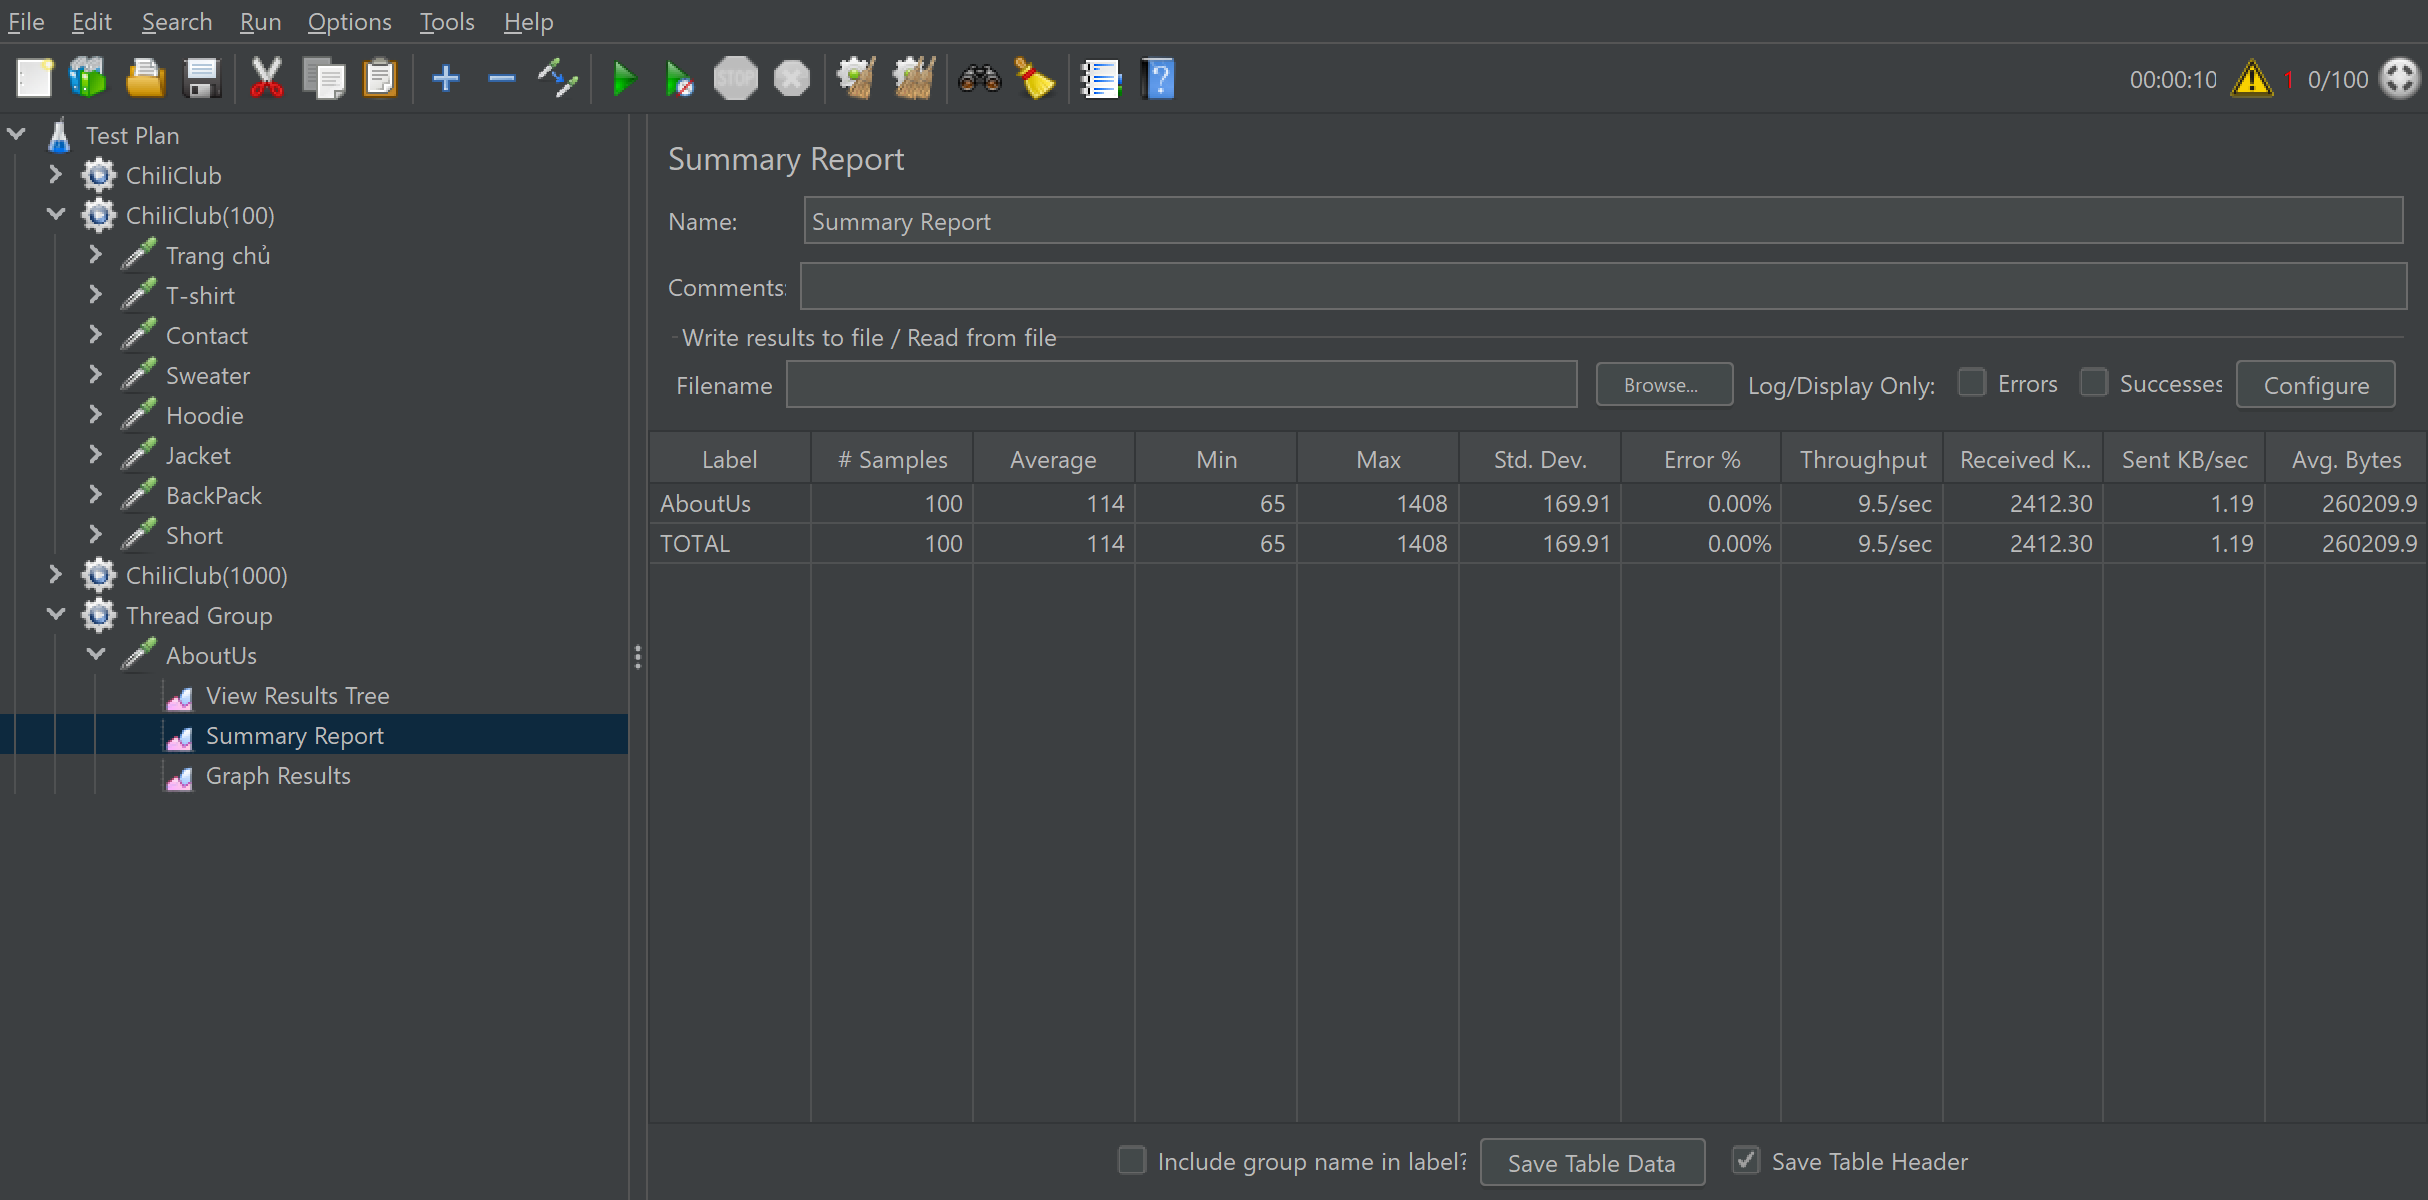 File Edit Search Run Options Tools Help
STOP 00:00:10 1 0/100
Test Plan
ChiliClub
ChiliClub(100)
Trang chủ
T-shirt
Contact
Sweater
Hoodie
Jacket
BackPack
Short
ChiliClub(1000)
Thread Group
AboutUs
View Results Tree
Summary Report
Graph Results
Summary Report
Name: Summary Report
Comments:
Write results to file / Read from file
Filename Browse... Log/Display Only: Errors Successes Configure
Label # Samples Average Min Max Std. Dev. Error % Throughput Received K... Sent KB/sec Avg. Bytes
AboutUs 100 114 65 1408 169.91 0.00% 9.5/sec 2412.30 1.19 260209.9
TOTAL 100 114 65 1408 169.91 0.00% 9.5/sec 2412.30 1.19 260209.9
Include group name in label? Save Table Data Save Table Header